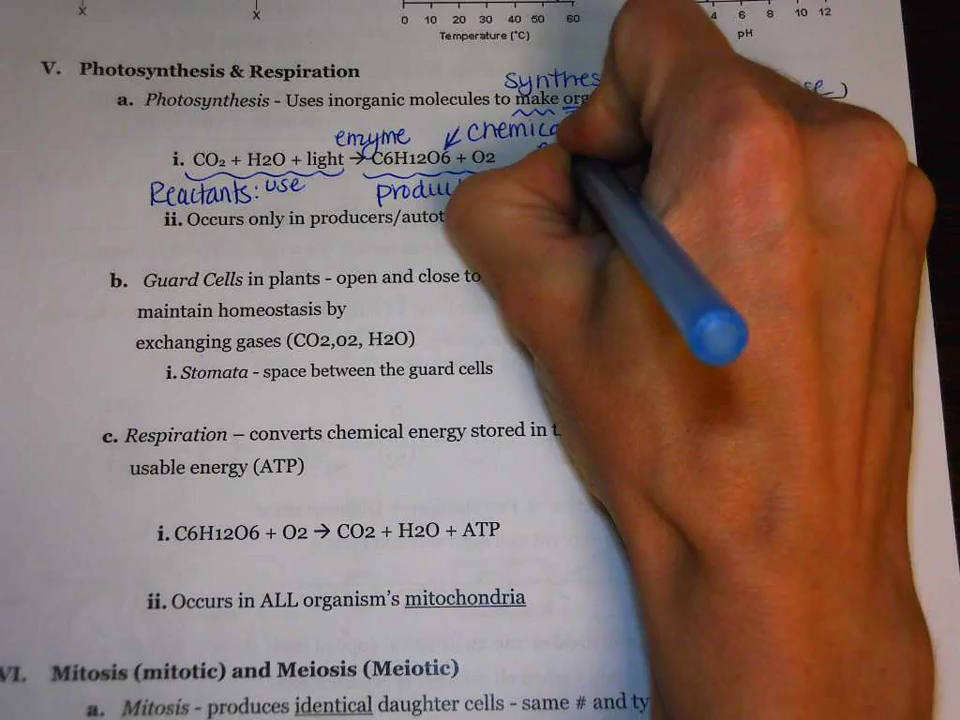 x
x
0 10 20 30 40 50 60
Temperature (°C)
4 6 8 10 12
pH
V. Photosynthesis & Respiration
synthes
a. Photosynthesis - Uses inorganic molecules to make org
enzyme
Chemica
i. CO₂ + H2O + light → C6H12O6 + O2
Reactants: use
produ
ii. Occurs only in producers/autot
b. Guard Cells in plants - open and close to
maintain homeostasis by
exchanging gases (CO2,02, H2O)
i. Stomata - space between the guard cells
c. Respiration – converts chemical energy stored in t
usable energy (ATP)
i. C6H12O6 + O2 → CO2 + H2O + ATP
ii. Occurs in ALL organism's mitochondria
VI. Mitosis (mitotic) and Meiosis (Meiotic)
a. Mitosis - produces identical daughter cells - same # and ty